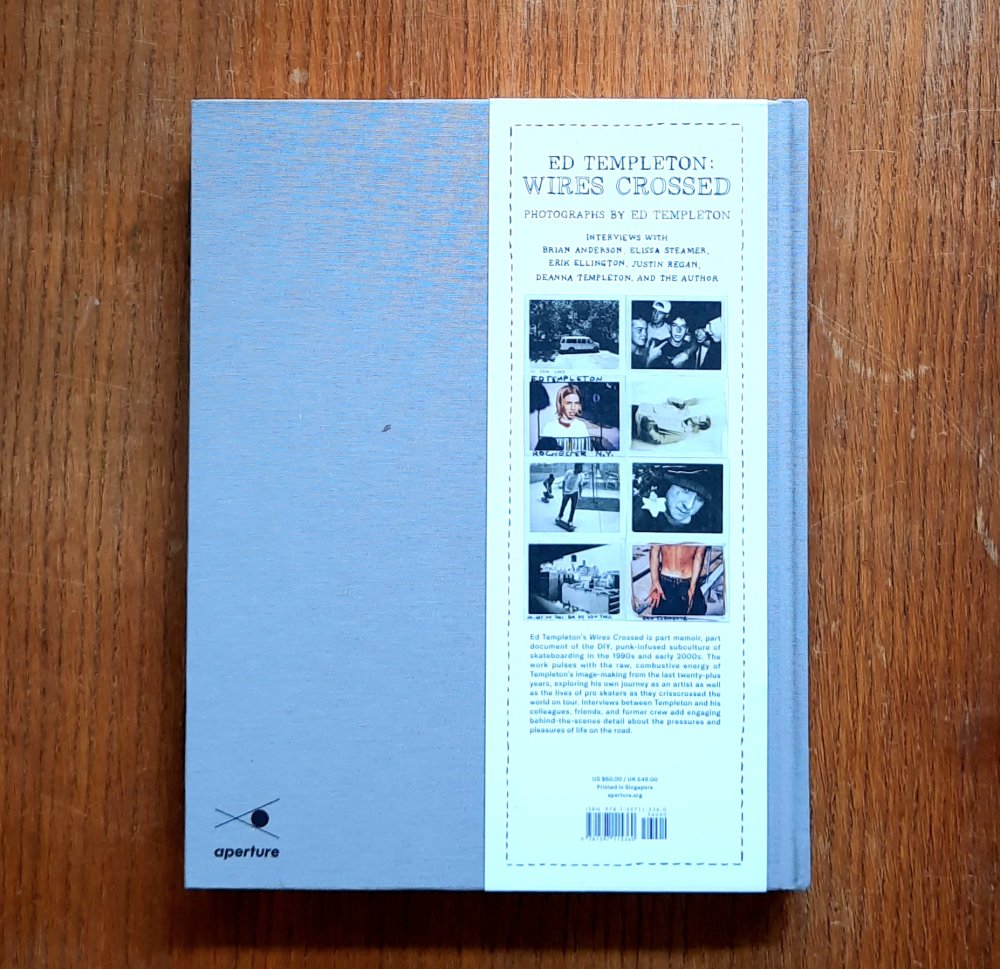 ED TEMPLETON:
WIRES CROSSED
PHOTOGRAPHS BY ED TEMPLETON
INTERVIEWS WITH
BRIAN ANDERSON, ELISSA STEAMER,
ERIK ELLINGTON, JUSTIN REGAN,
DEANNA TEMPLETON, AND THE AUTHOR
ED TEMPLETON
ROCHESTER N.Y.
SAN CLEMENTE
Ed Templeton's Wires Crossed is part memoir, part
document of the DIY, punk-infused subculture of
skateboarding in the 1990s and early 2000s. The
work pulses with the raw, combustive energy of
Templeton's image-making from the last twenty-plus
years, exploring his own journey as an artist as well
as the lives of pro skaters as they crisscrossed the
world on tour. Interviews between Templeton and his
colleagues, friends, and former crew add engaging
behind-the-scenes detail about the pressures and
pleasures of life on the road.
US $60.00 / UK £45.00
Printed in Singapore
aperture.org
aperture